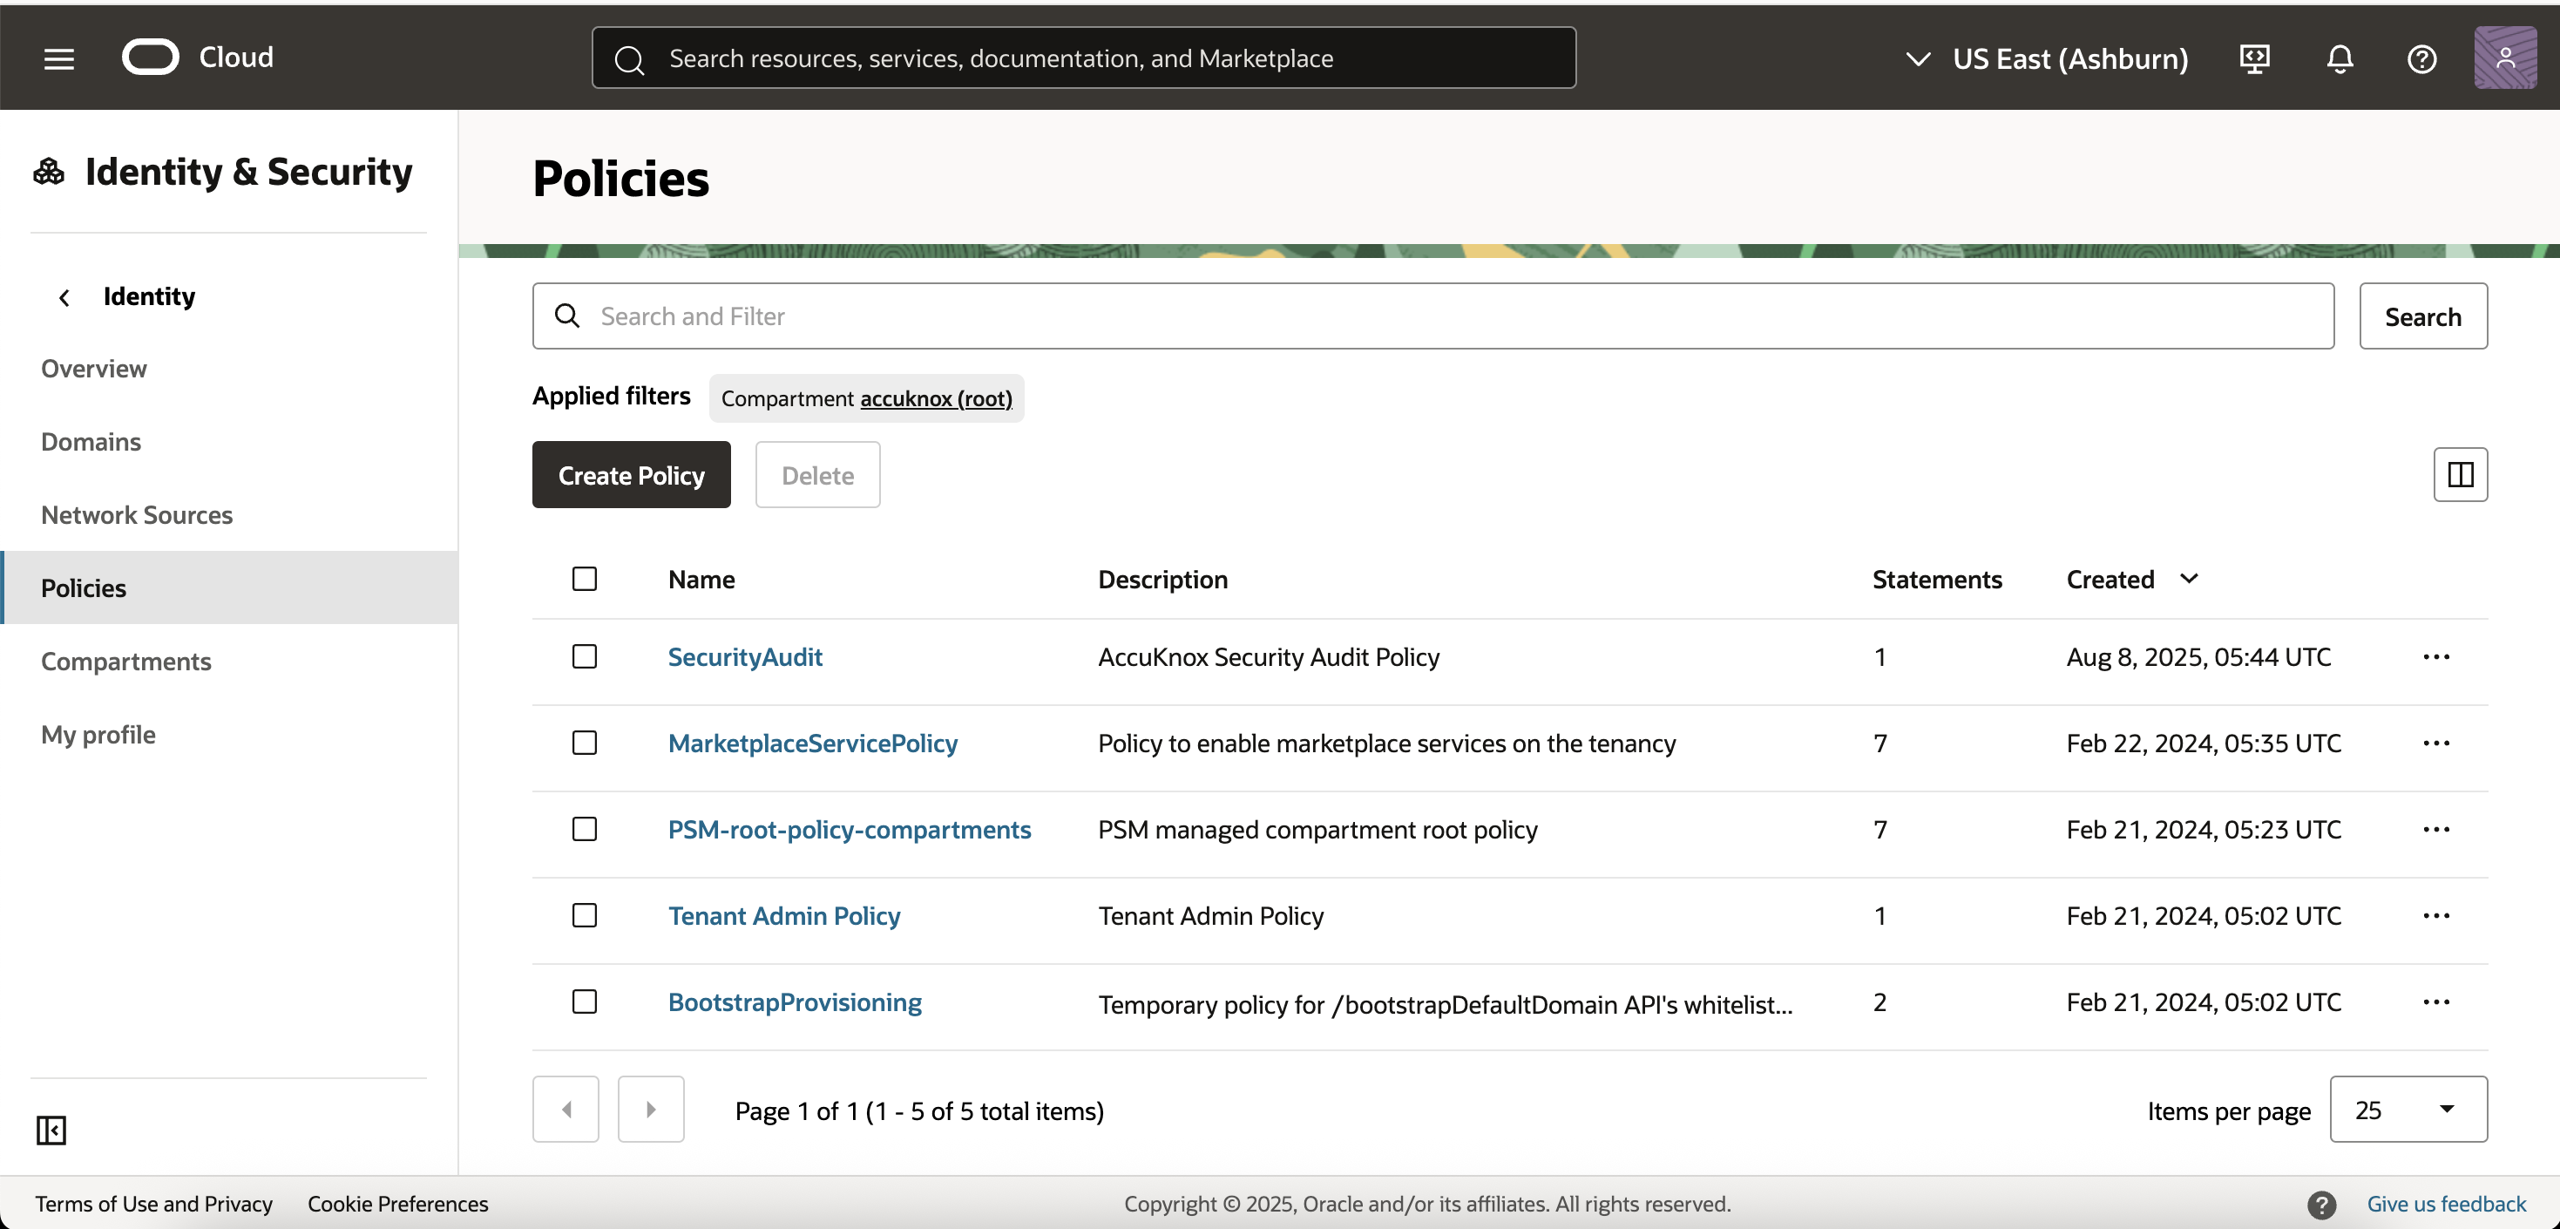 Cloud
Search resources, services, documentation, and Marketplace
US East (Ashburn)
Identity & Security
Identity
Overview
Domains
Network Sources
Policies
Compartments
My profile
Policies
Search and Filter
Search
Applied filters
Compartment accuknox (root)
Create Policy
Delete
Name Description Statements Created
SecurityAudit AccuKnox Security Audit Policy 1 Aug 8, 2025, 05:44 UTC
MarketplaceServicePolicy Policy to enable marketplace services on the tenancy 7 Feb 22, 2024, 05:35 UTC
PSM-root-policy-compartments PSM managed compartment root policy 7 Feb 21, 2024, 05:23 UTC
Tenant Admin Policy Tenant Admin Policy 1 Feb 21, 2024, 05:02 UTC
BootstrapProvisioning Temporary policy for /bootstrapDefaultDomain API's whitelist... 2 Feb 21, 2024, 05:02 UTC
Page 1 of 1 (1 - 5 of 5 total items)
Items per page 25
Terms of Use and Privacy
Cookie Preferences
Copyright © 2025, Oracle and/or its affiliates. All rights reserved.
Give us feedback